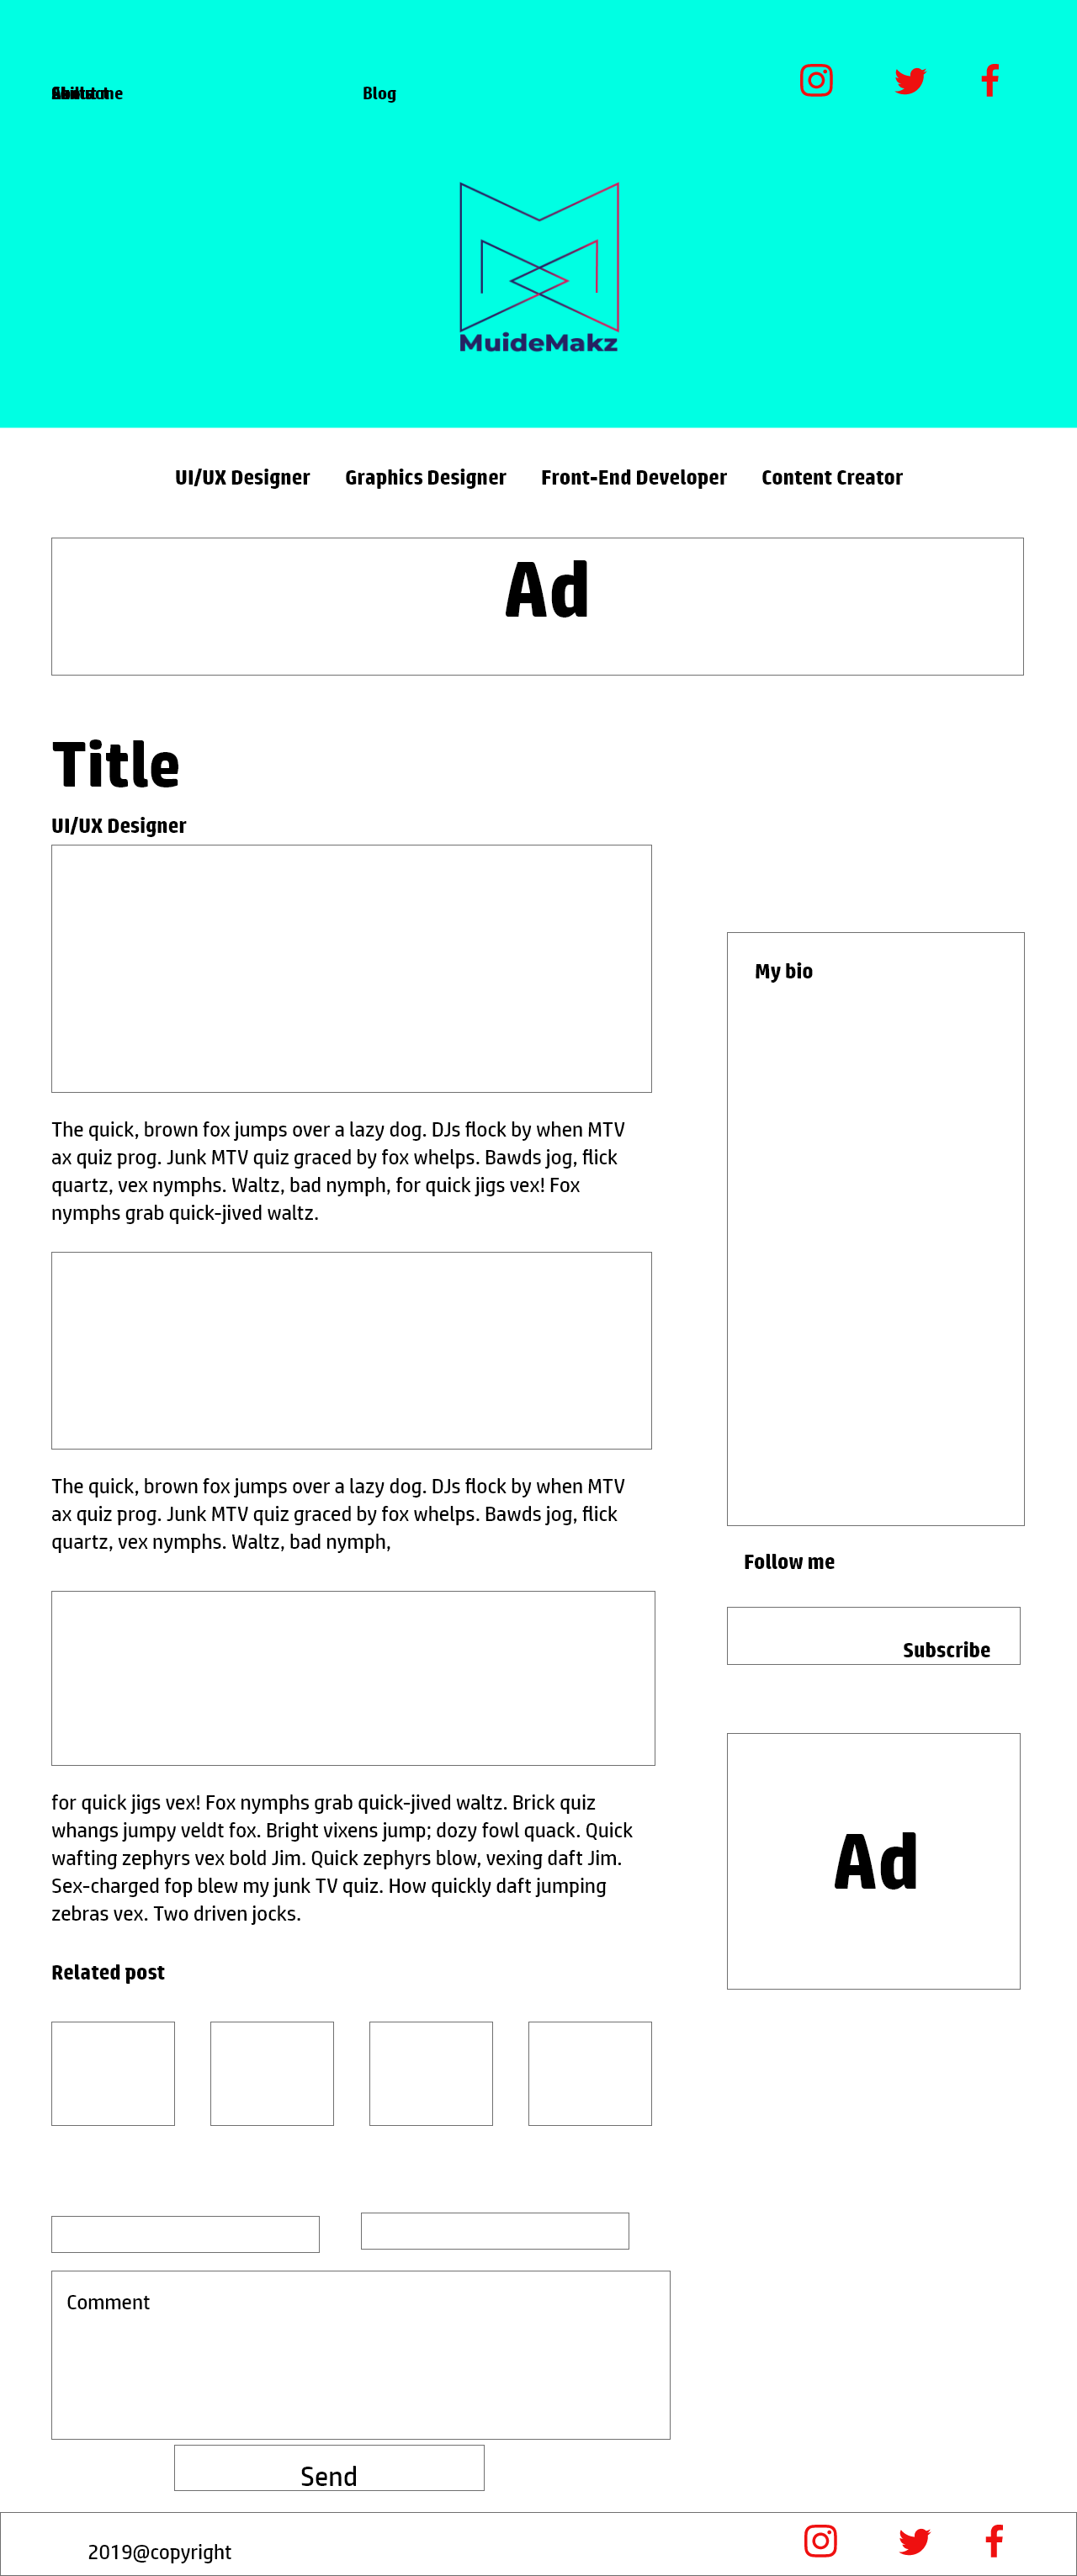 Blog
MuideMakz
UI/UX Designer Graphics Designer Front-End Developer Content Creator
Ad
Title
UI/UX Designer
The quick, brown fox jumps over a lazy dog. DJs flock by when MTV
ax quiz prog. Junk MTV quiz graced by fox whelps. Bawds jog, flick
quartz, vex nymphs. Waltz, bad nymph, for quick jigs vex! Fox
nymphs grab quick-jived waltz.
The quick, brown fox jumps over a lazy dog. DJs flock by when MTV
ax quiz prog. Junk MTV quiz graced by fox whelps. Bawds jog, flick
quartz, vex nymphs. Waltz, bad nymph,
for quick jigs vex! Fox nymphs grab quick-jived waltz. Brick quiz
whangs jumpy veldt fox. Bright vixens jump; dozy fowl quack. Quick
wafting zephyrs vex bold Jim. Quick zephyrs blow, vexing daft Jim.
Sex-charged fop blew my junk TV quiz. How quickly daft jumping
zebras vex. Two driven jocks.
Related post
Comment
Send
My bio
Follow me
Subscribe
Ad
2019@copyright